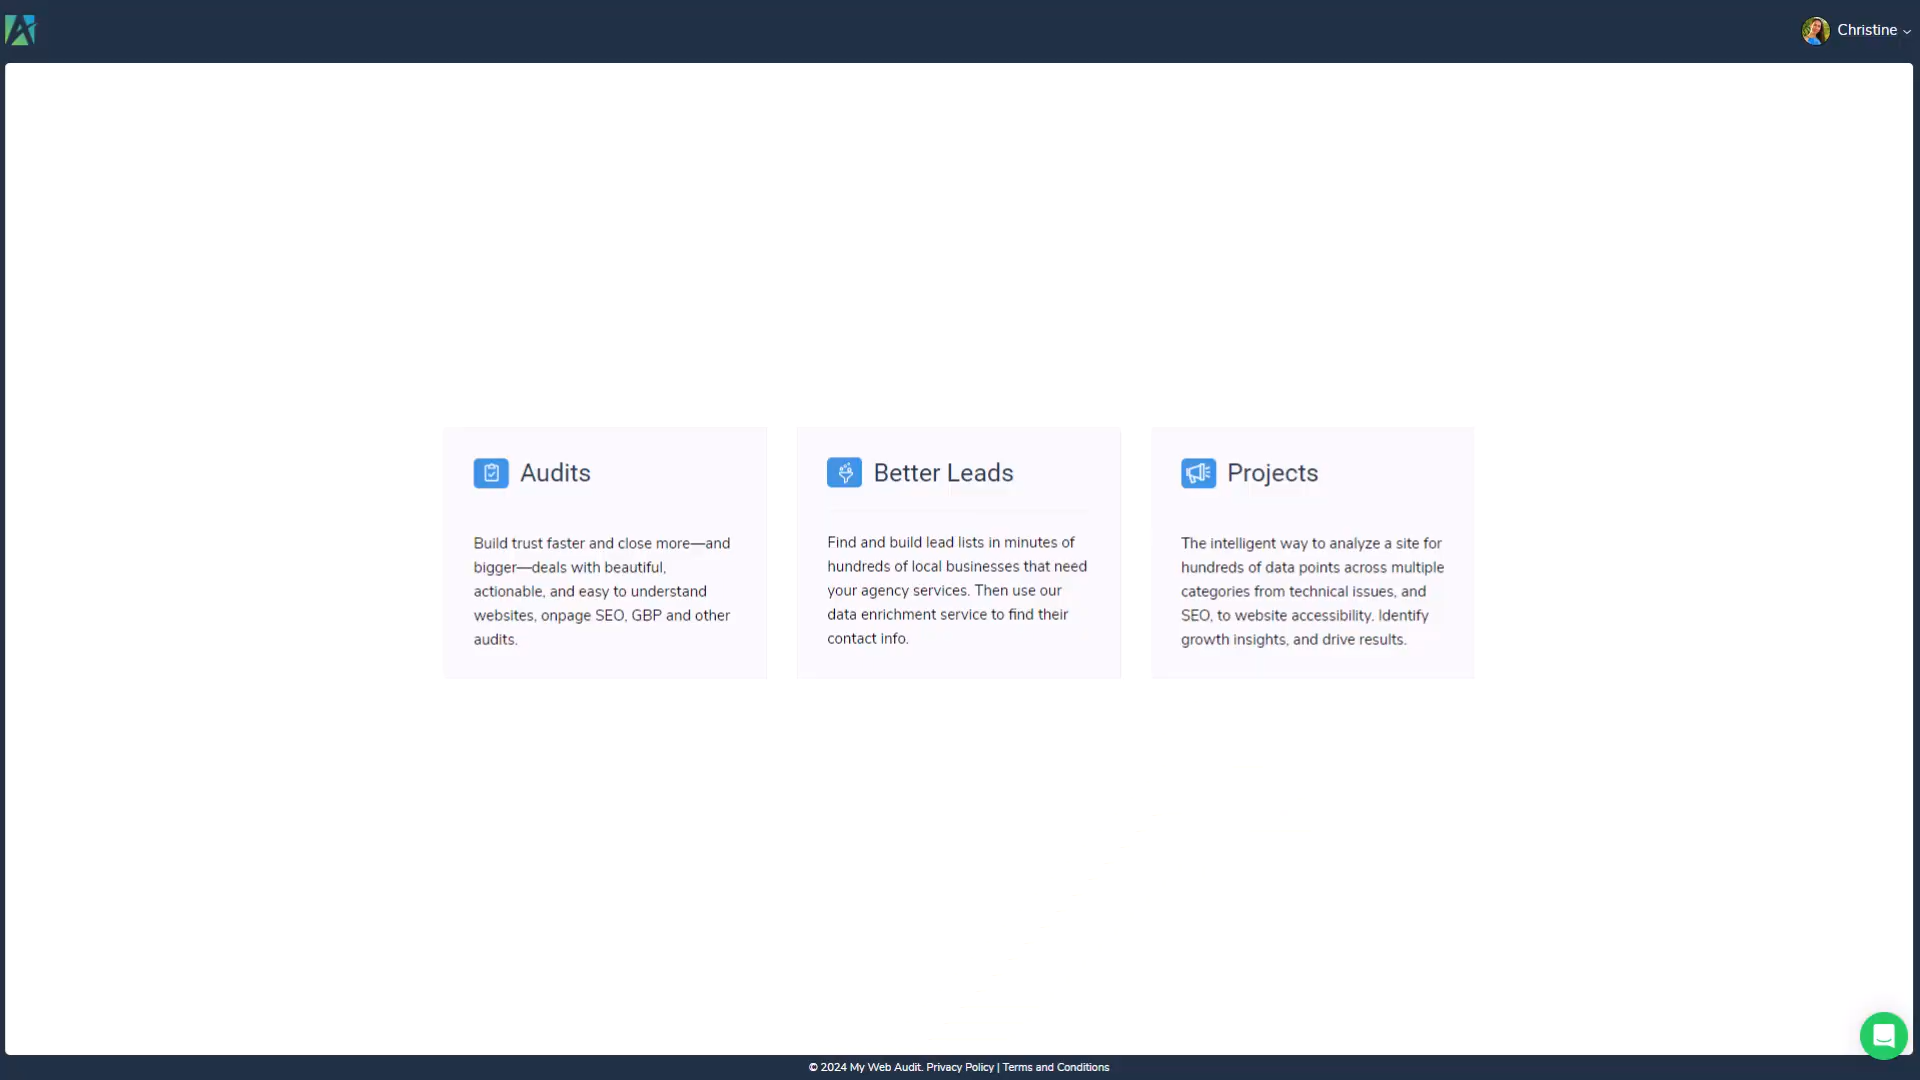 Christine
Audits
Build trust faster and close more—and
bigger—deals with beautiful,
actionable, and easy to understand
websites, onpage SEO, GBP and other
audits.
Better Leads
Find and build lead lists in minutes of
hundreds of local businesses that need
your agency services. Then use our
data enrichment service to find their
contact info.
Projects
The intelligent way to analyze a site for
hundreds of data points across multiple
categories from technical issues, and
SEO, to website accessibility. Identify
growth insights, and drive results.
© 2024 My Web Audit. Privacy Policy | Terms and Conditions